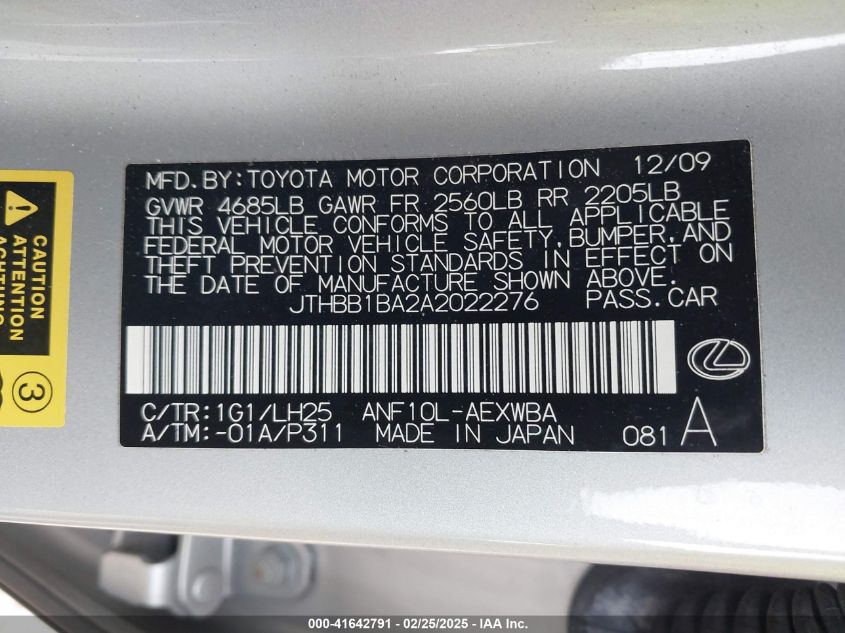 MFD.BY:TOYOTA MOTOR CORPORATION 12/09
GVWR 4685LB GAWR FR 2560LB RR 2205LB
THIS VEHICLE CONFORMS TO ALL APPLICABLE
FEDERAL MOTOR VEHICLE SAFETY,BUMPER,AND
THEFT PREVENTION STANDARDS IN EFFECT ON
THE DATE OF MANUFACTURE SHOWN ABOVE.
JTHBB1BA2A2022276 PASS.CAR
C/TR:1G1/LH25 ANF10L-AEXWBA
A/TM:-01A/P311 MADE IN JAPAN 081 A
CAUTION
ATTENTION
3
000-41642791 - 02/25/2025 - IAA Inc.